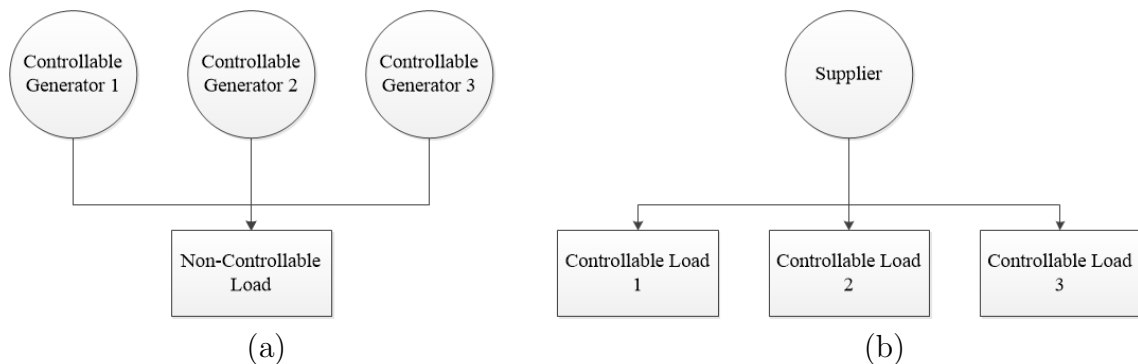 Controllable
Generator 1
Controllable
Generator 2
Controllable
Generator 3
Non-Controllable
Load
(a)
Supplier
Controllable Load
1
Controllable Load
2
Controllable Load
3
(b)